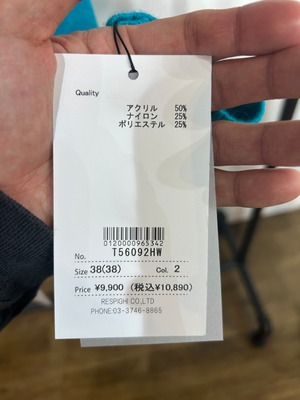 Quality
アクリル 50%
ナイロン 25%
ポリエステル 25%
0120000965342
No. T56092HW
Size 38(38) Col. 2
Price ¥9,900 (税込¥10,890)
RESPIGHI CO,LTD
PHONE:03-3746-8865